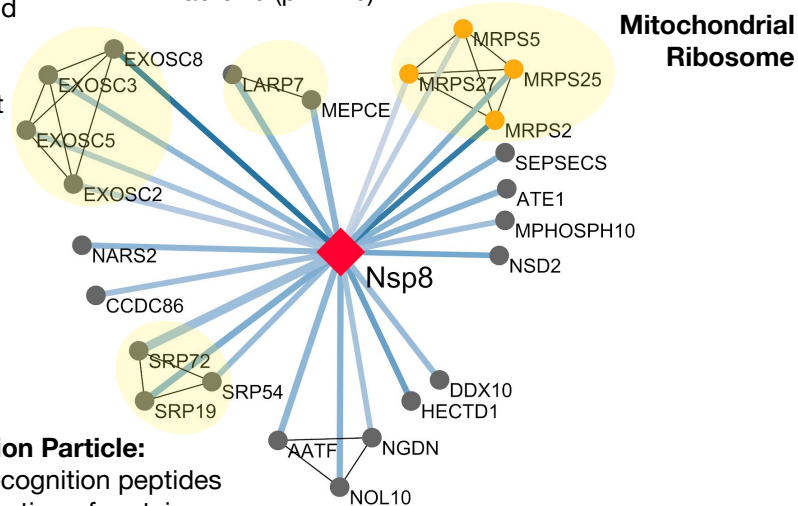 d
Mitochondrial
Ribosome
MRPS5
EXOSC8
EXOSC3
LARP7
MRPS27
MRPS25
t
MEPCE
EXOSC5
MRPS2
SEPSECS
EXOSC2
ATE1
MPHOSPH10
NARS2
NSD2
Nsp8
CCDC86
SRP72
SRP54
DDX10
SRP19
HECTD1
AATF
NGDN
ion Particle:
ecognition peptides
NOL10